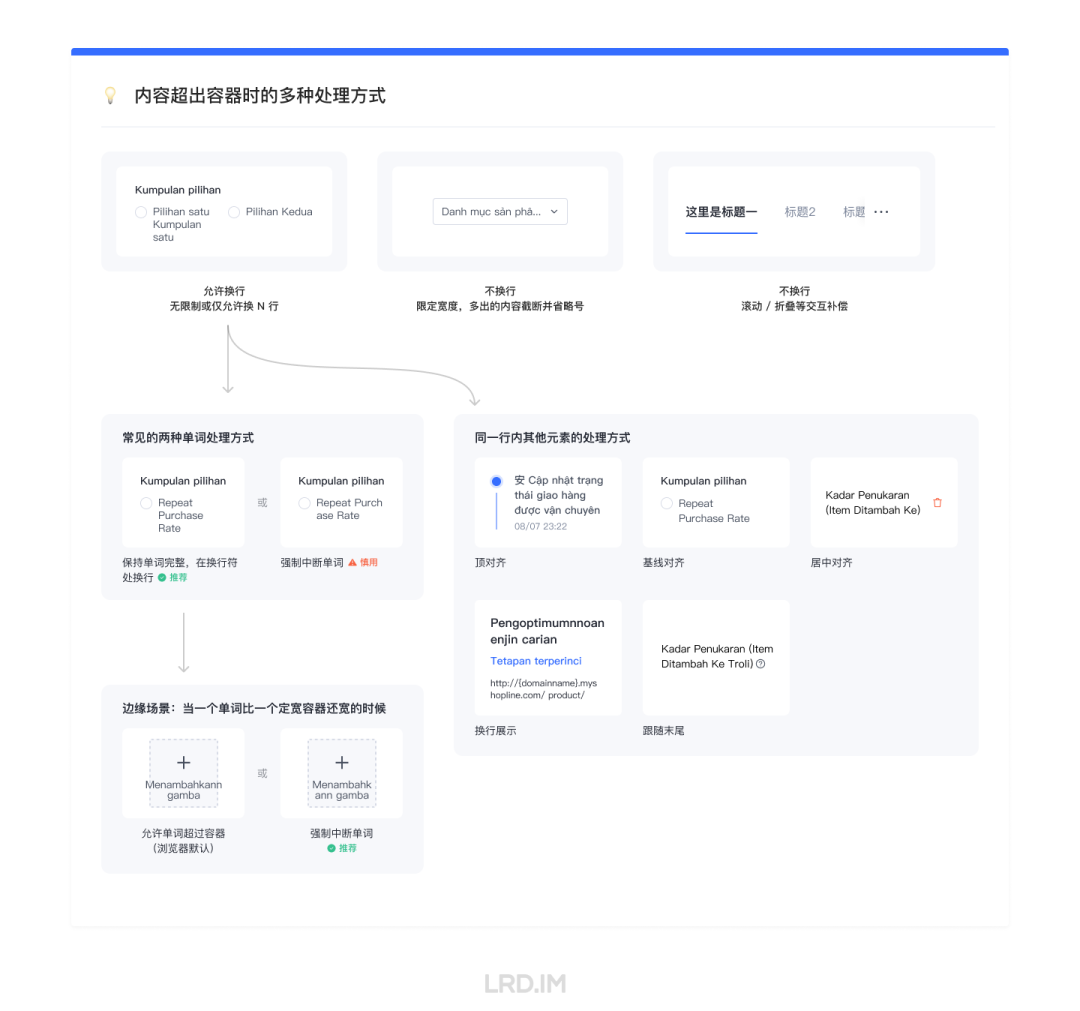 内容超出容器时的多种处理方式
Kumpulan pilihan
Pilihan satu
Kumpulan
satu
Pilihan Kedua
允许换行
无限制或仅允许换 N 行
Danh mục sản phẩ...
不换行
限定宽度，多出的内容截断并省略号
这里是标题一
标题2
标题
不换行
滚动 / 折叠等交互补偿
常见的两种单词处理方式
Kumpulan pilihan
Repeat
Purchase
Rate
保持单词完整，在换行符
处换行 推荐
或
Kumpulan pilihan
Repeat Purch
ase Rate
强制中断单词 慎用
同一行内其他元素的处理方式
安 Cập nhật trạng
thái giao hàng
được vận chuyên
08/07 23:22
顶对齐
Kumpulan pilihan
Repeat
Purchase Rate
基线对齐
Kadar Penukaran
(Item Ditambah Ke)
居中对齐
Pengoptimumnnoan
enjin carian
Tetapan terperinci
http://{domainname}.mys
hopline.com/ product/
换行展示
Kadar Penukaran (Item
Ditambah Ke Troli)
跟随末尾
边缘场景：当一个单词比一个定宽容器还宽的时候
Menambahkann
gamba
允许单词超过容器
(浏览器默认)
或
Menambahk
ann gamba
强制中断单词
推荐
LRD.IM